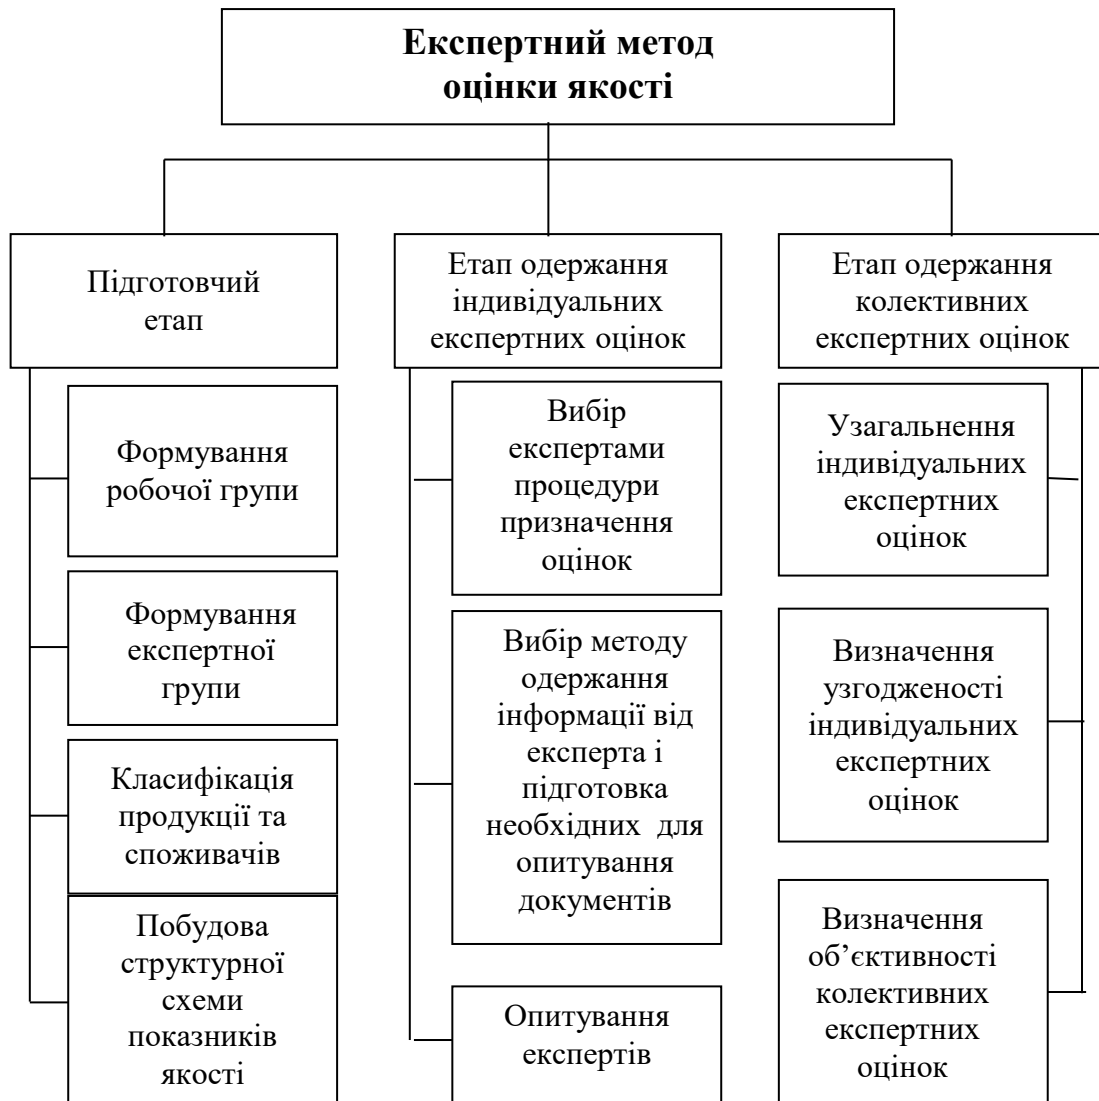 Експертний метод
оцінки якості
Підготовчий
етап
Формування
робочої групи
Формування
експертної
групи
Класифікація
продукції та
споживачів
Побудова
структурної
схеми
показників
якості
Етап одержання
індивідуальних
експертних оцінок
Вибір
експертами
процедури
призначення
оцінок
Вибір методу
одержання
інформації від
експерта і
підготовка
необхідних для
опитування
документів
Опитування
експертів
Етап одержання
колективних
експертних оцінок
Узагальнення
індивідуальних
експертних
оцінок
Визначення
узгодженості
індивідуальних
експертних
оцінок
Визначення
об’єктивності
колективних
експертних
оцінок